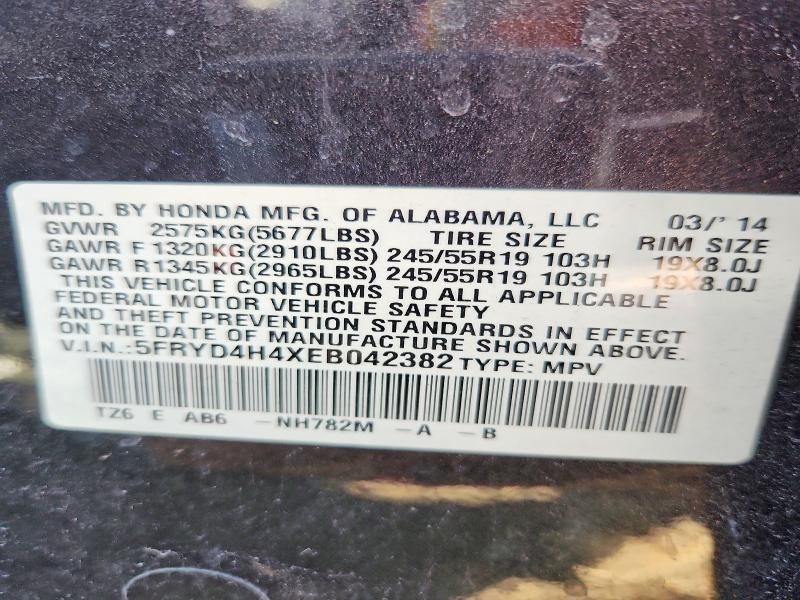 MFD. BY HONDA MFG. OF ALABAMA, LLC 03/'14
GVWR 2575KG(5677LBS) TIRE SIZE RIM SIZE
GAWR F 1320KG(2910LBS) 245/55R19 103H 19X8.0J
GAWR R 1345KG(2965LBS) 245/55R19 103H 19X8.0J
THIS VEHICLE CONFORMS TO ALL APPLICABLE
FEDERAL MOTOR VEHICLE SAFETY
AND THEFT PREVENTION STANDARDS IN EFFECT
ON THE DATE OF MANUFACTURE SHOWN ABOVE.
V.I.N.:5FRYD4H4XEB042382 TYPE: MPV
TZ6 E AB6 -NH782M -A -B